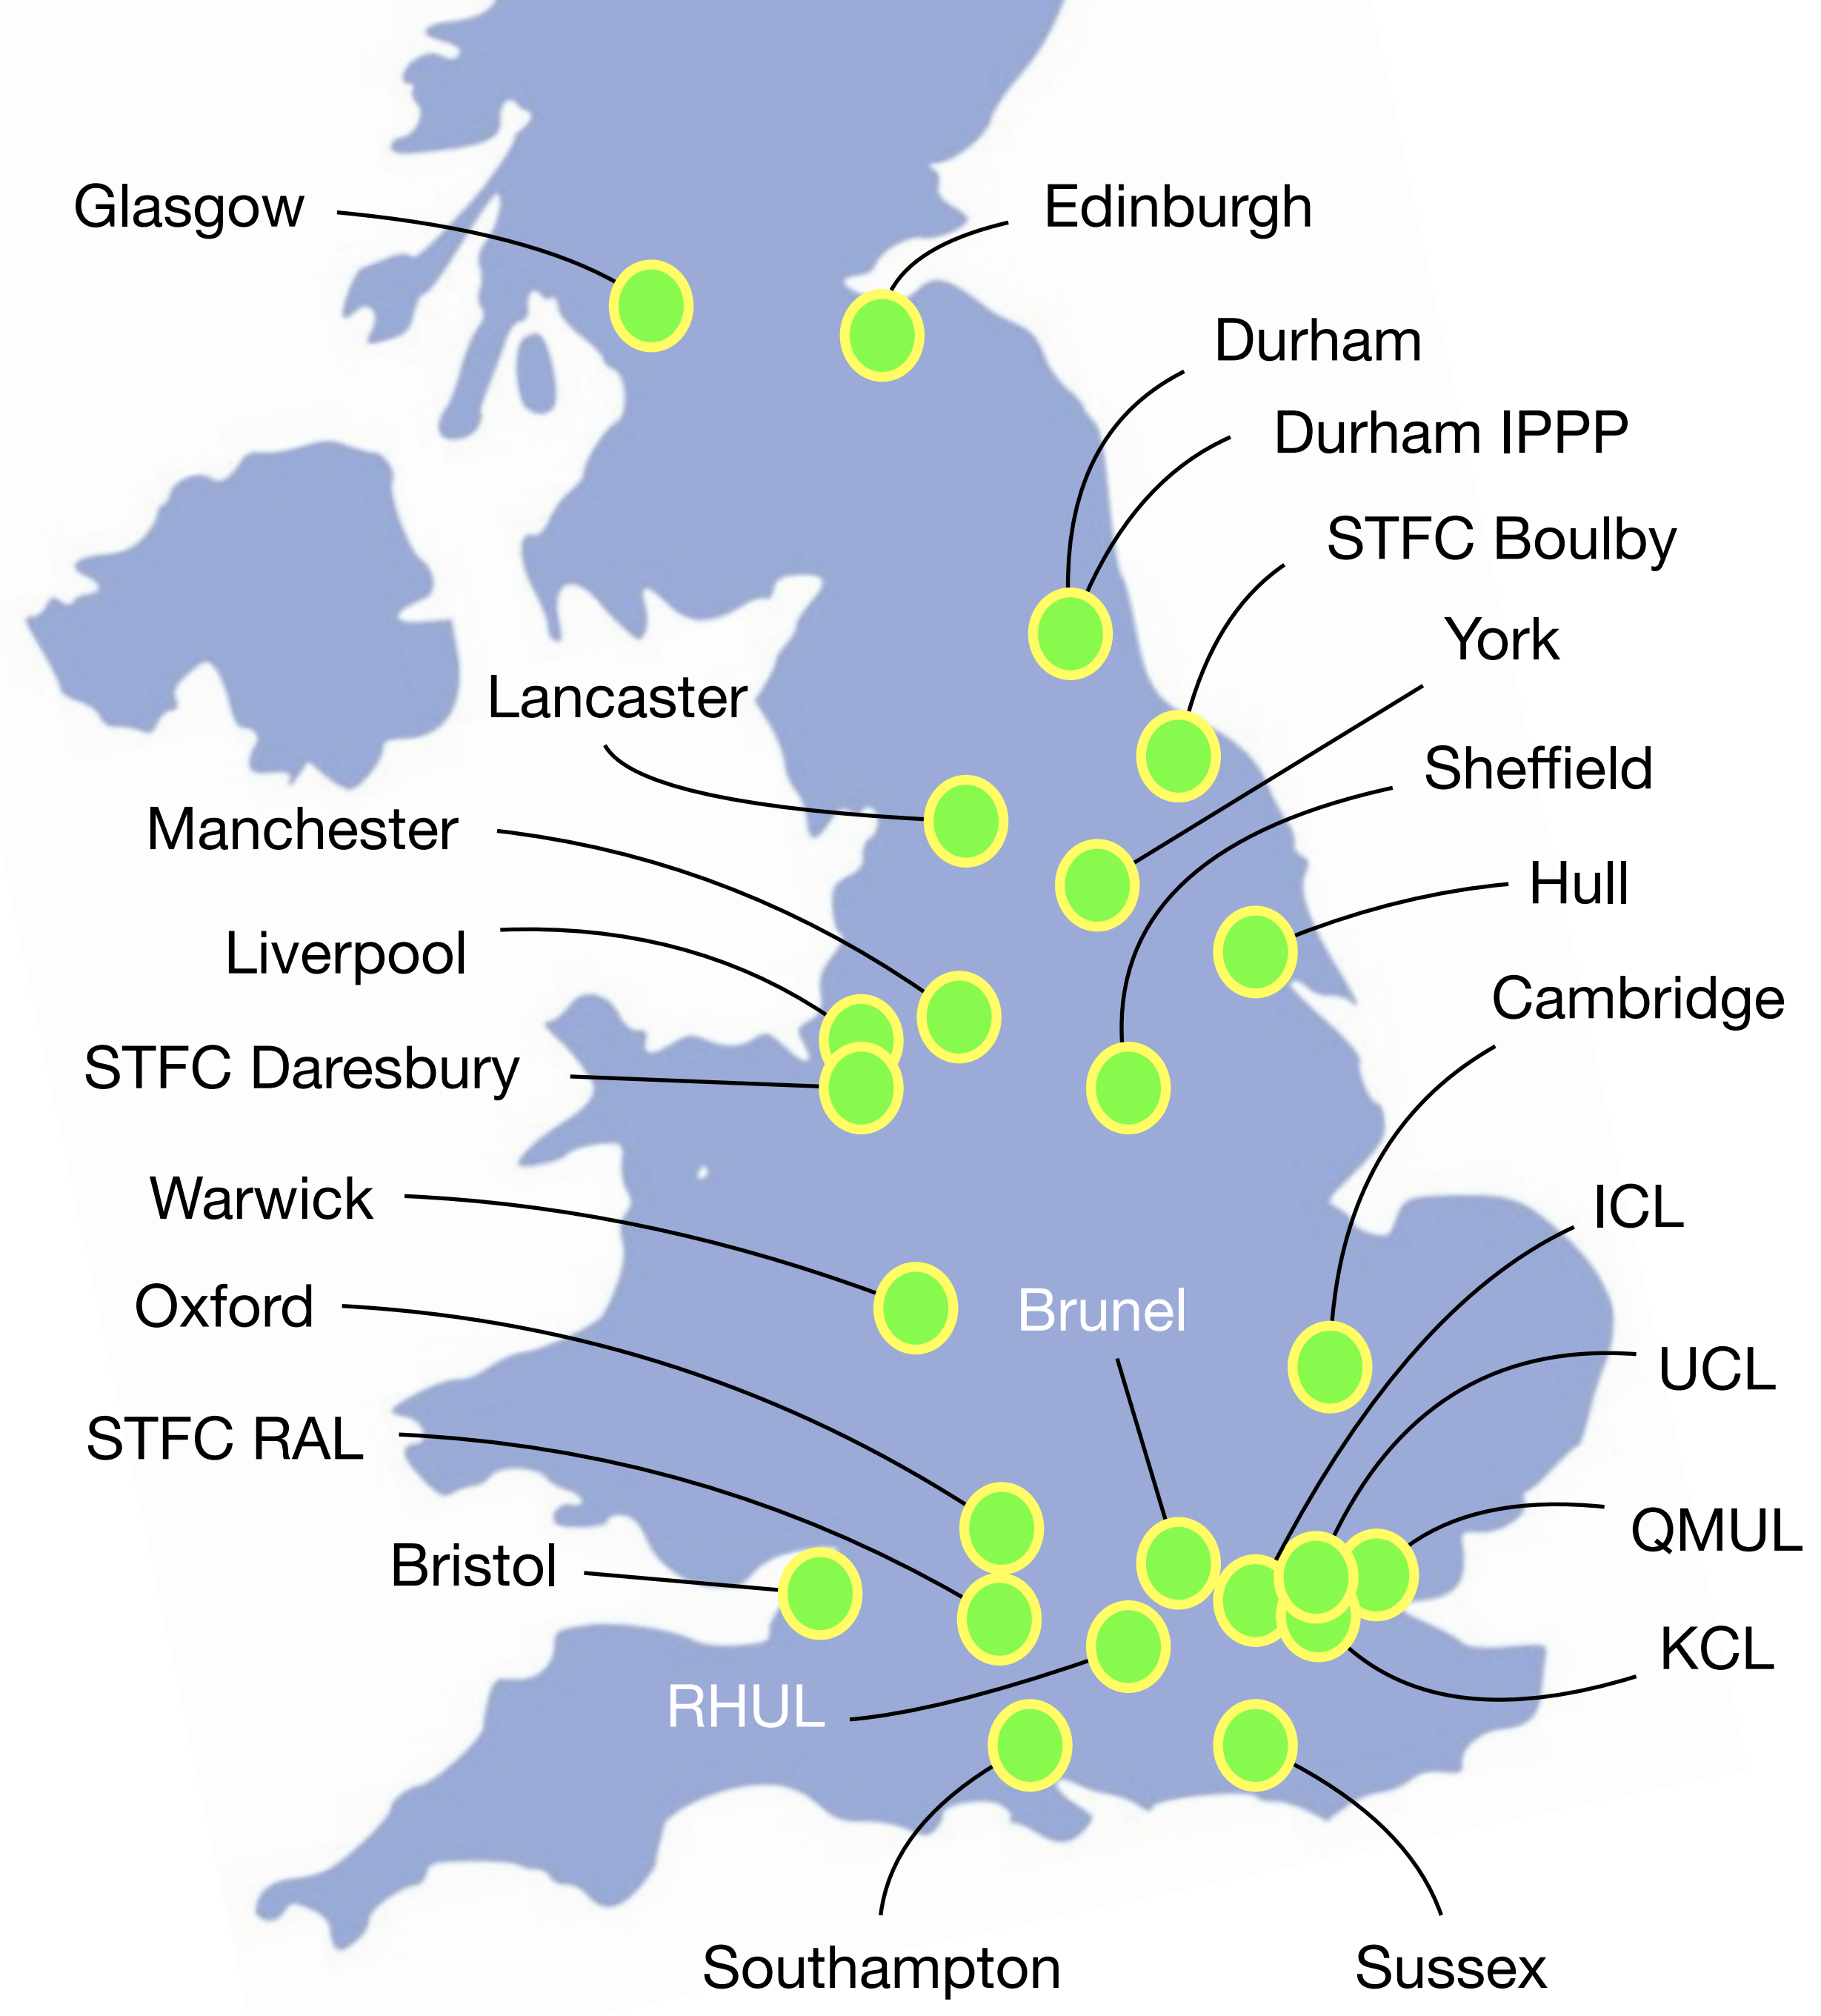 Glasgow
Edinburgh
Durham
Durham IPPP
STFC Boulby
York
Lancaster
Sheffield
Manchester
Hull
Liverpool
Cambridge
STFC Daresbury
Warwick
ICL
Oxford
Brunel
UCL
STFC RAL
QMUL
Bristol
KCL
RHUL
Southampton
Sussex